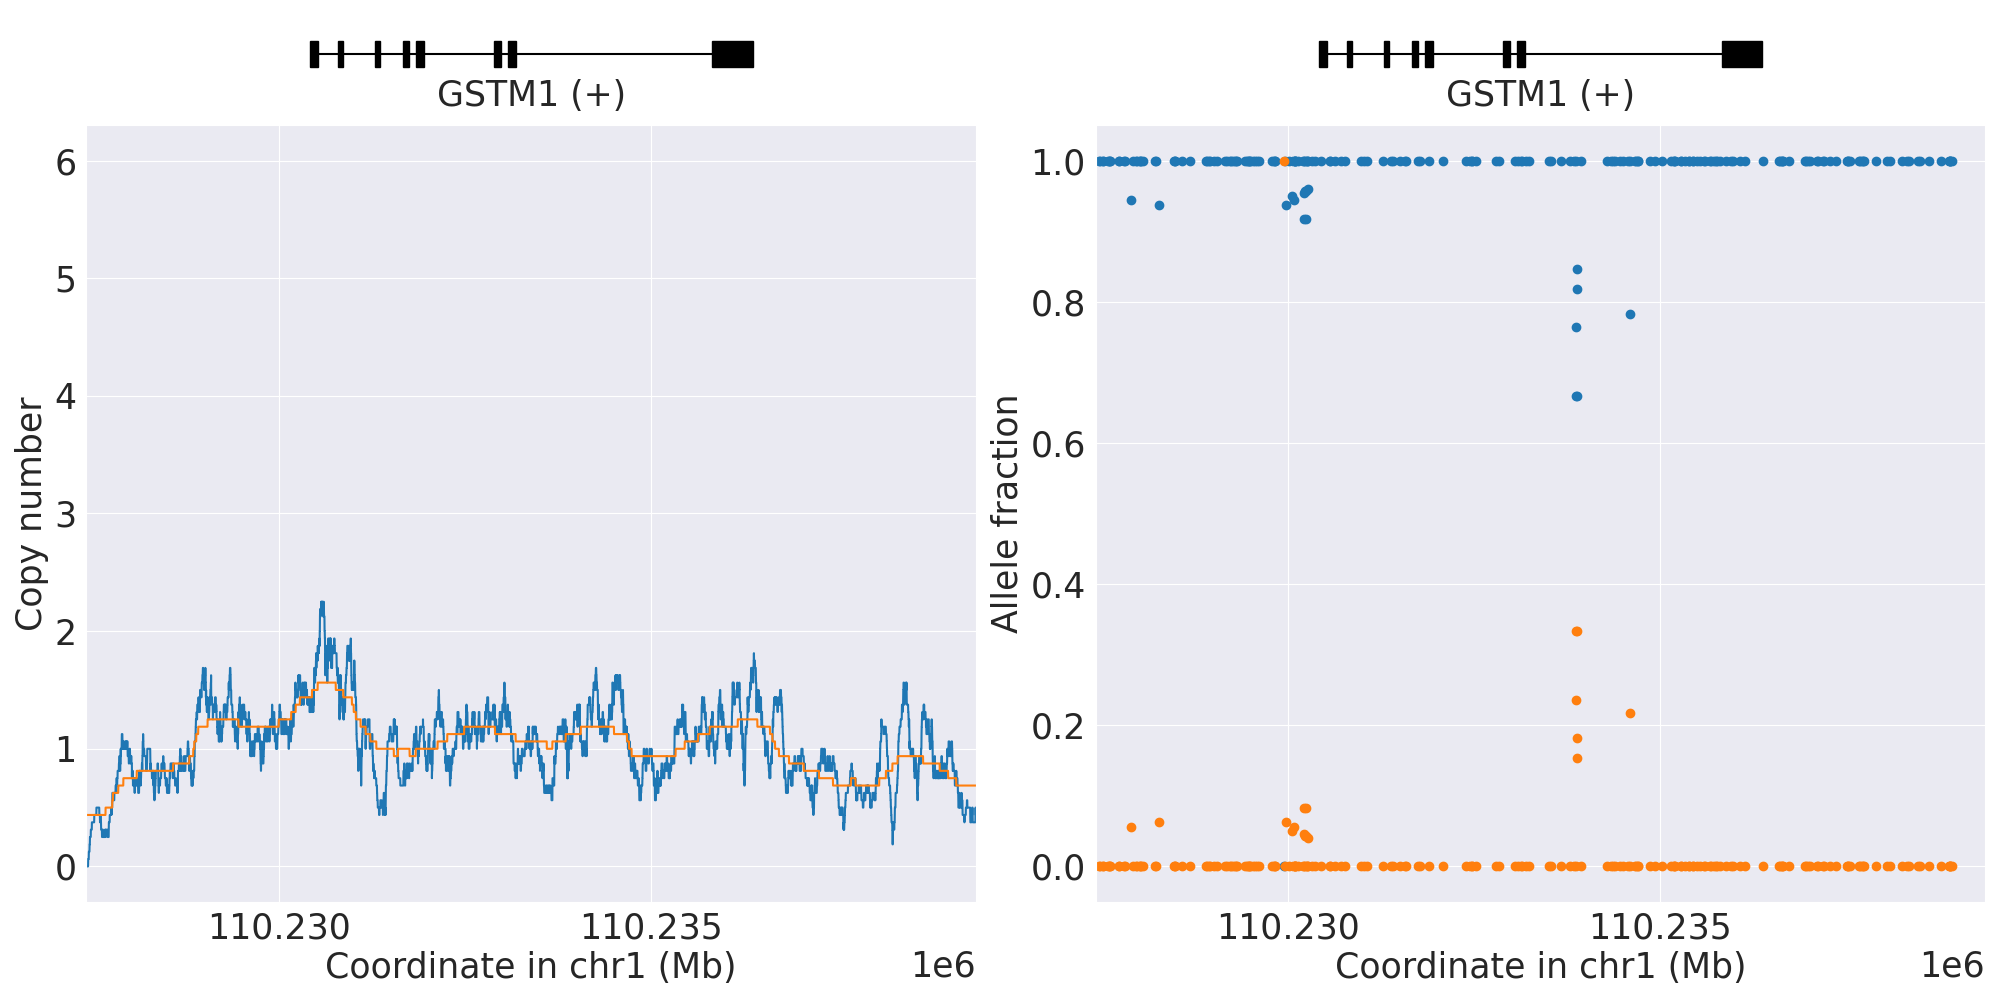 GSTM1 (+)
6
5
4
3
2
1
0
Copy number
110.230
110.235
Coordinate in chr1 (Mb)
1e6
GSTM1 (+)
1.0
0.8
0.6
0.4
0.2
0.0
Allele fraction
110.230
110.235
Coordinate in chr1 (Mb)
1e6